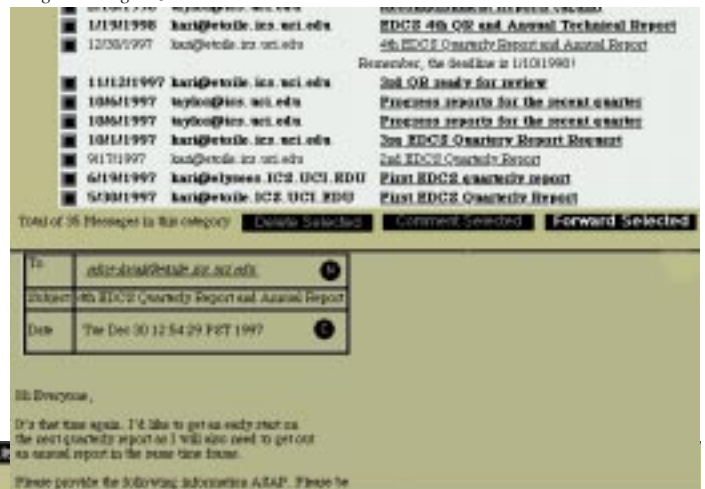 1/19/1998 kari@etoile.ics.uci.edu EDCS 4th QR and Annual Technical Report
12/30/1997 kari@etoile.ics.uci.edu 4th EDCS Quarterly Report and Annual Report
Remember, the deadline is 1/10/1998!
11/12/1997 kari@etoile.ics.uci.edu 3rd QR ready for review
10/6/1997 taylor@ics.uci.edu Progress reports for the recent quarter
10/6/1997 taylor@ics.uci.edu Progress reports for the recent quarter
10/1/1997 kari@etoile.ics.uci.edu EDCS Quartery Report Request
9/17/1997 kari@etoile.ics.uci.edu 2nd EDCS Quarterly Report
6/19/1997 kari@elysees.ICS.UCI.EDU First EDCS quarterly report
5/30/1997 kari@etoile.ICS.UCI.EDU First EDCS Quarterly Report
Total of 35 Messages in this category Delete Selected Comment Selected Forward Selected
To
Subject 4th EDCS Quarterly Report and Annual Report
Date Tue Dec 30 12:54:29 PST 1997
Hi Everyone,
It's that time again. I'd like to get an early start on
the next quarterly report as I will also need to get out
an annual report in the same time frame.
Please provide the following information ASAP. Please be